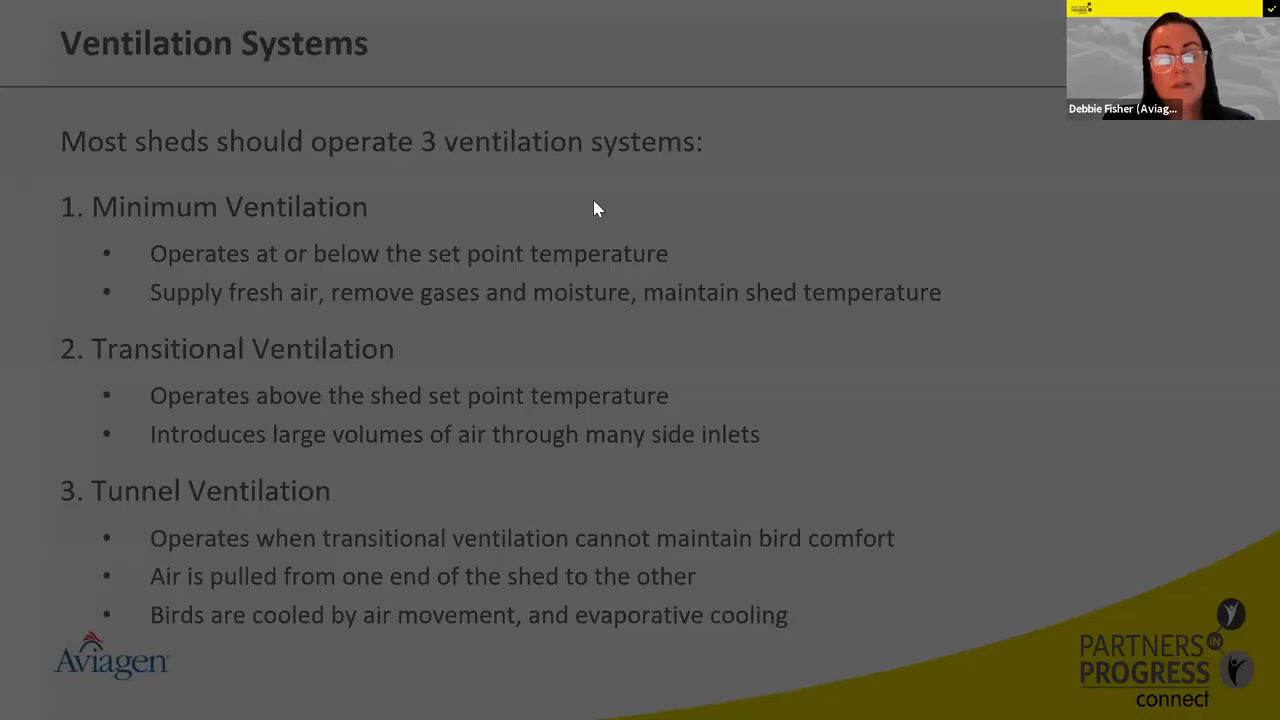 Ventilation Systems
Most sheds should operate 3 ventilation systems:
1. Minimum Ventilation
• Operates at or below the set point temperature
• Supply fresh air, remove gases and moisture, maintain shed temperature
2. Transitional Ventilation
• Operates above the shed set point temperature
• Introduces large volumes of air through many side inlets
3. Tunnel Ventilation
• Operates when transitional ventilation cannot maintain bird comfort
• Air is pulled from one end of the shed to the other
• Birds are cooled by air movement, and evaporative cooling
Aviagen
PARTNERS IN
PROGRESS
connect
Debbie Fisher (Aviag...